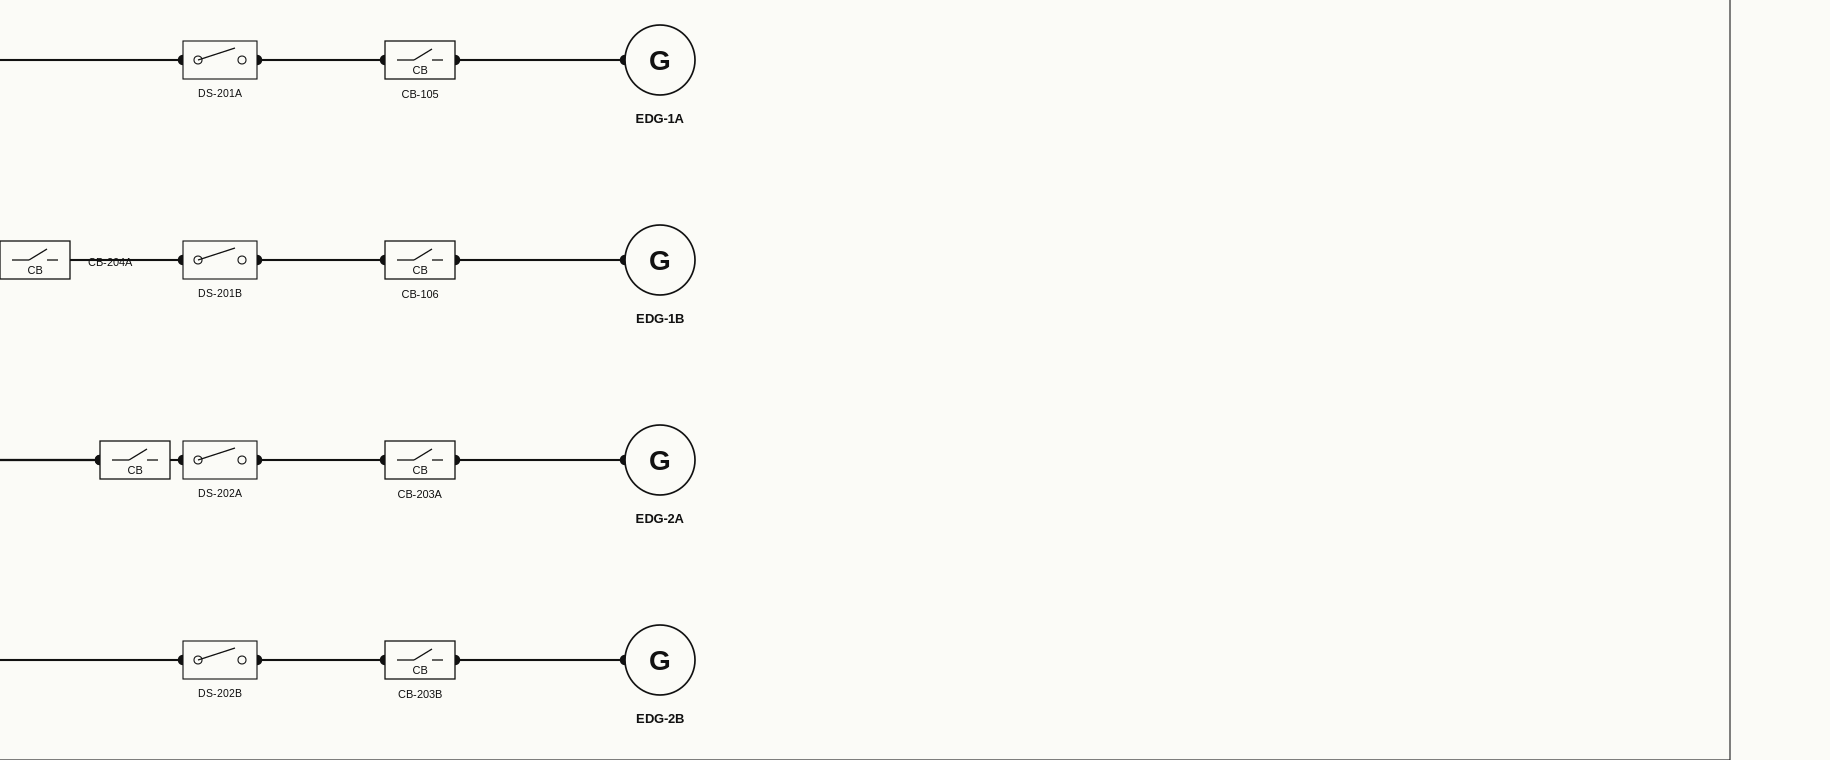 CB
G
DS-201A
CB-105
EDG-1A
CB
CB-204A
CB
G
DS-201B
CB-106
EDG-1B
CB
CB
G
DS-202A
CB-203A
EDG-2A
CB
G
DS-202B
CB-203B
EDG-2B